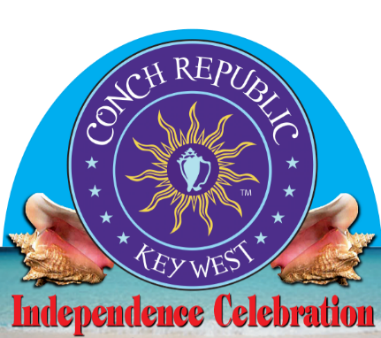 CONCH REPUBLIC
TM
KEY WEST
Independence Celebration